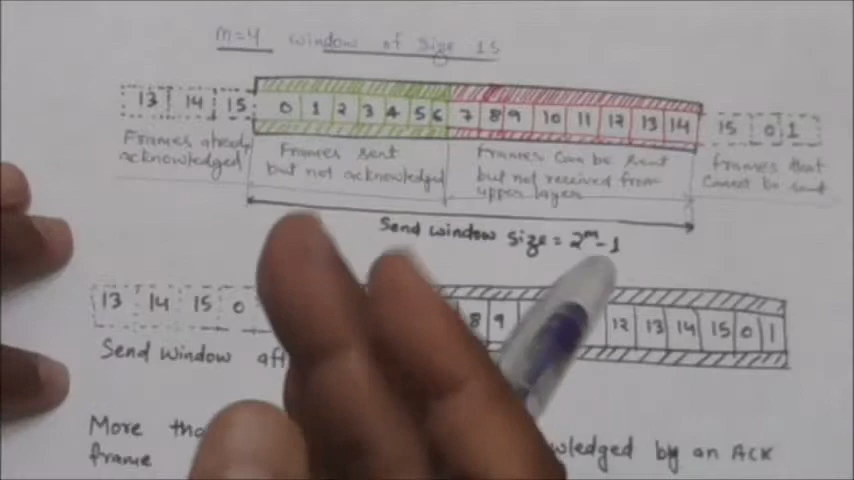 m=4 window of Size 15
13 14 15 0 1 2 3 4 5 6 7 8 9 10 11 12 13 14 15 0 1
Frames already acknowledged
Frames sent
but not acknowledged
Frames Can be sent
but not received from
upper layer
frames that
Cannot be sent
Send window Size = 2^m-1
13 14 15 0 8 9 12 13 14 15 0 1
Send window
More
by an ACK
frame